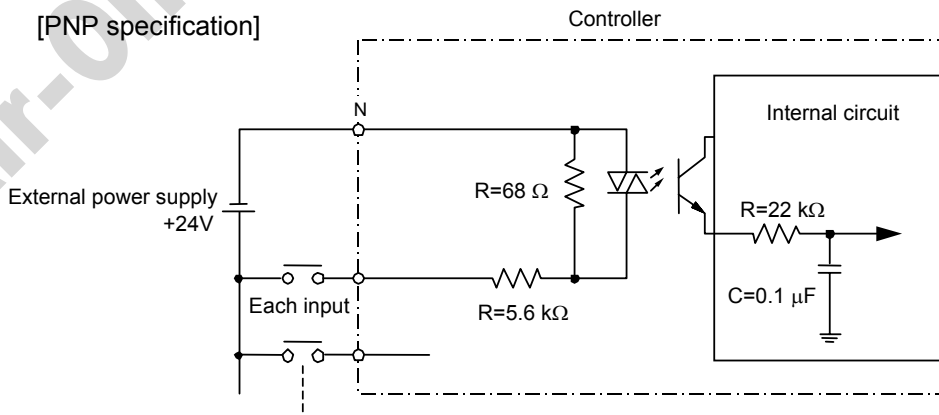 [PNP specification]
Controller
N
Internal circuit
External power supply
+24V
R=68 Ω
R=22 kΩ
Each input
R=5.6 kΩ
C=0.1 μF